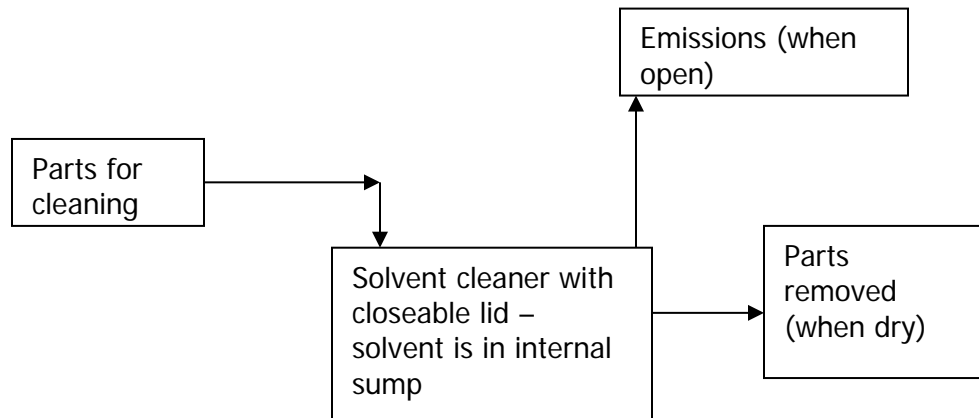 Emissions (when
open)
Parts for
cleaning
Solvent cleaner with
closeable lid –
solvent is in internal
sump
Parts
removed
(when dry)